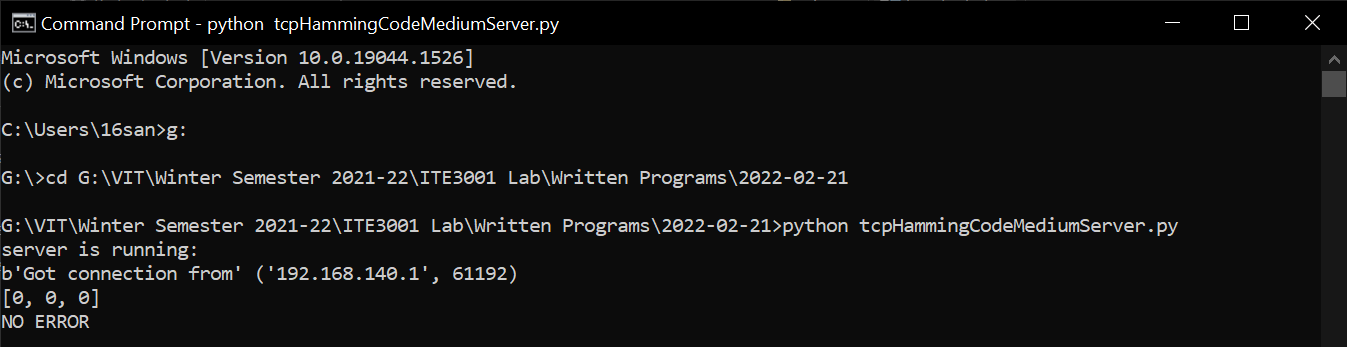 Command Prompt - python  tcpHammingCodeMediumServer.py
Microsoft Windows [Version 10.0.19044.1526]
(c) Microsoft Corporation. All rights reserved.
C:\Users\16san>g:
G:\>cd G:\VIT\Winter Semester 2021-22\ITE3001 Lab\Written Programs\2022-02-21
G:\VIT\Winter Semester 2021-22\ITE3001 Lab\Written Programs\2022-02-21>python tcpHammingCodeMediumServer.py
server is running:
b'Got connection from' ('192.168.140.1', 61192)
[0, 0, 0]
NO ERROR